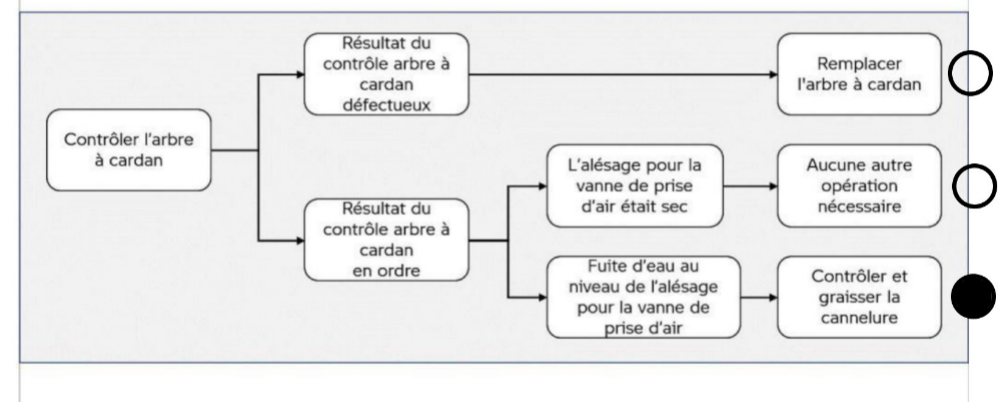 Résultat du
contrôle arbre à
cardan
défectueux
Remplacer
l'arbre à cardan
Contrôler l'arbre
à cardan
L'alésage pour la
vanne de prise
d'air était sec
Aucune autre
opération
nécessaire
Résultat du
contrôle arbre à
cardan
en ordre
Fuite d'eau au
niveau de l'alésage
pour la vanne de
prise d'air
Contrôler et
graisser la
cannelure